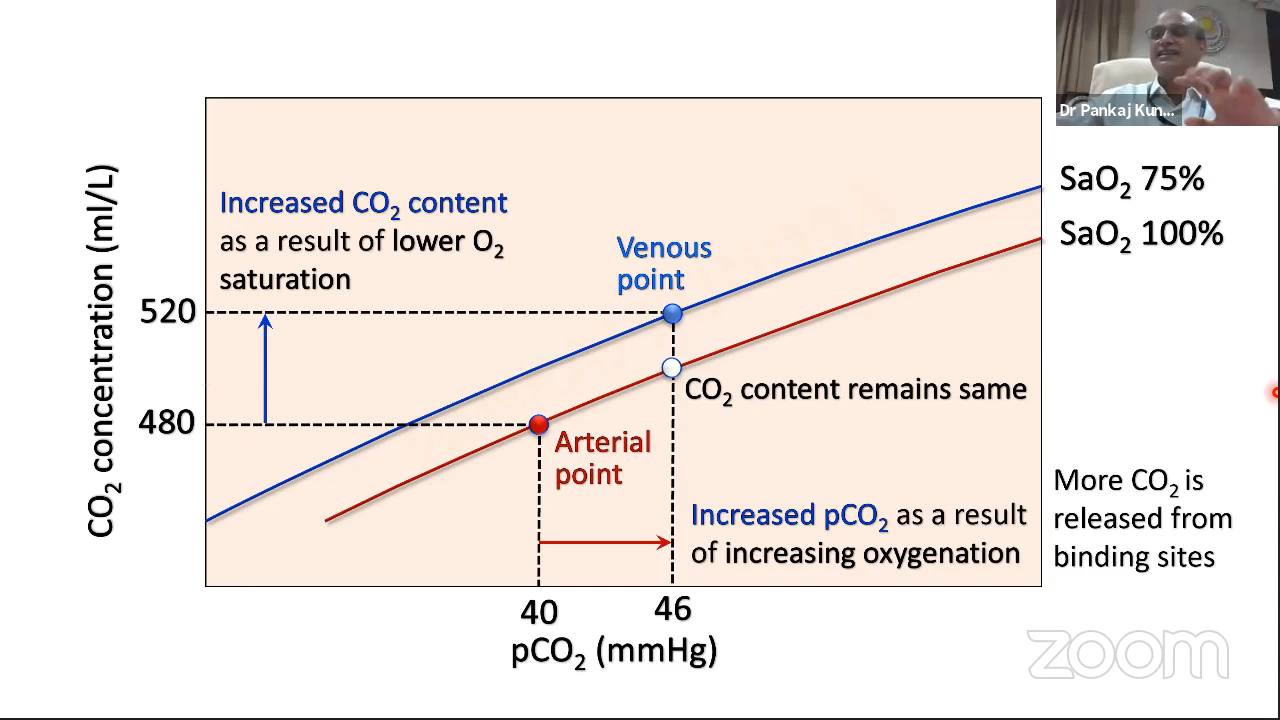 Dr Pankaj Kun...
SaO₂ 75%
SaO₂ 100%
Increased CO₂ content
as a result of lower O₂
saturation
Venous
point
520
480
CO₂ concentration (ml/L)
CO₂ content remains same
Arterial
point
Increased pCO₂ as a result
of increasing oxygenation
More CO₂ is
released from
binding sites
40
46
pCO₂ (mmHg)
zoom